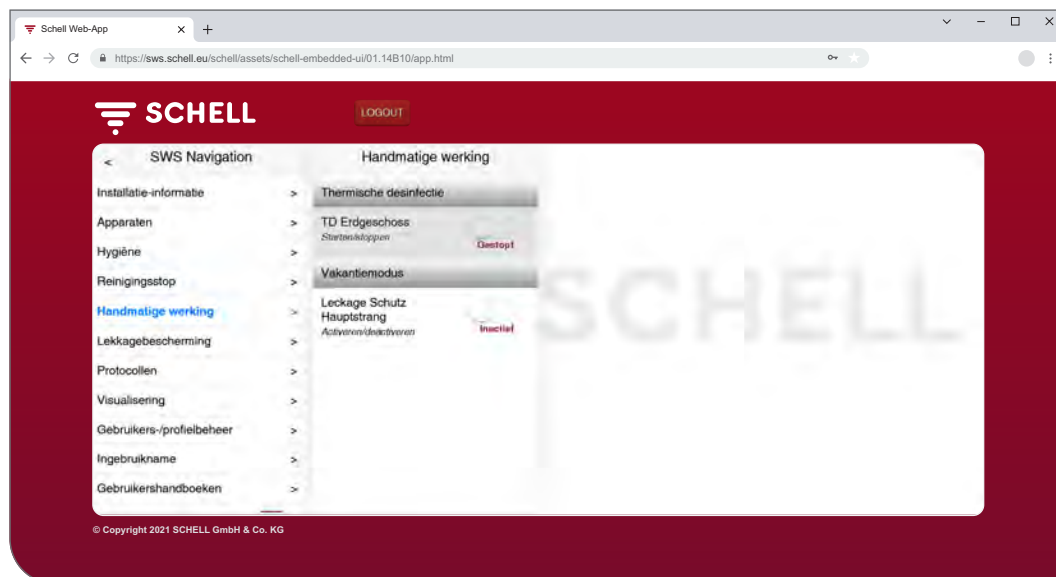 Schell Web-App
https://sws.schell.eu/schell/assets/schell-embedded-ui/01.14B10/app.html
SCHELL
LOGOUT
< SWS Navigation
Handmatige werking
Installatie-informatie >
Apparaten >
Hygiëne >
Reinigingsstop >
Handmatige werking >
Lekkagebescherming >
Protocollen >
Visualisering >
Gebruikers-/profielbeheer >
Ingebruikname >
Gebruikershandboeken >
Thermische desinfectie
TD Erdgeschoss
Starten/stoppen
Gestopt
Vakantiemodus
Leckage Schutz
Hauptstrang
Activeren/deactiveren
Inactief
SCHELL
© Copyright 2021 SCHELL GmbH & Co. KG